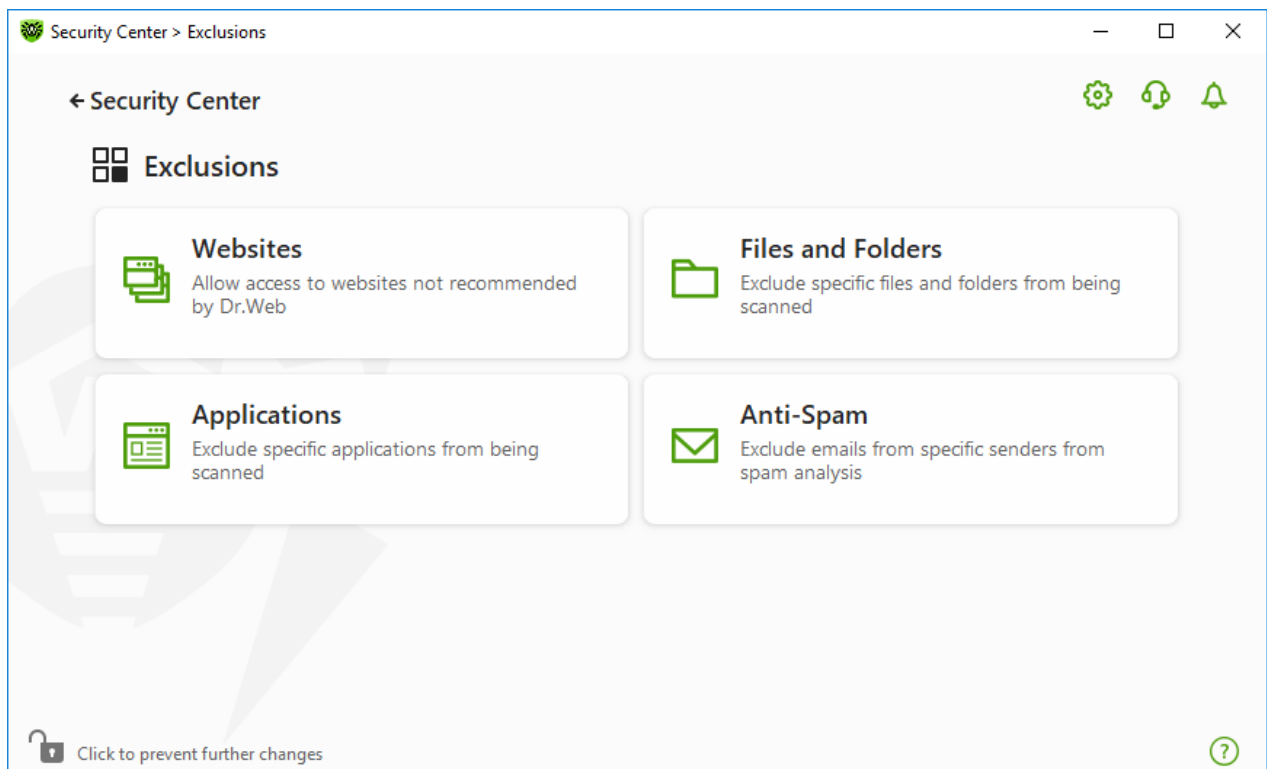 Security Center > Exclusions
Security Center
Exclusions
Websites
Allow access to websites not recommended
by Dr.Web
Files and Folders
Exclude specific files and folders from being
scanned
Applications
Exclude specific applications from being
scanned
Anti-Spam
Exclude emails from specific senders from
spam analysis
Click to prevent further changes
?